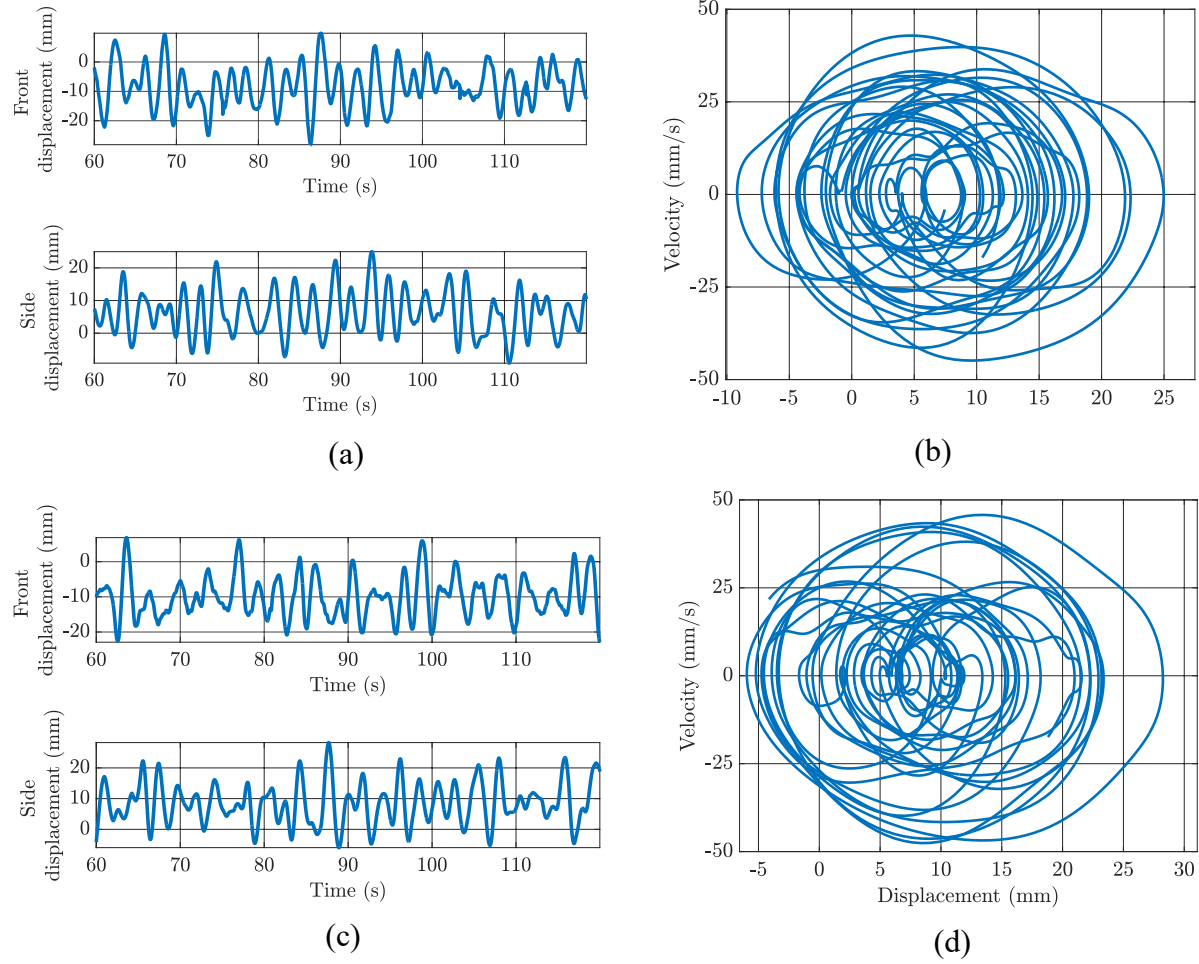 Front
displacement (mm)
0
-10
-20
60 70 80 90 100 110
Time (s)
Side
displacement (mm)
20
10
0
60 70 80 90 100 110
Time (s)
(a)
Velocity (mm/s)
50
25
0
-25
-50
-10 -5 0 5 10 15 20 25
(b)
Front
displacement (mm)
0
-10
-20
60 70 80 90 100 110
Time (s)
Side
displacement (mm)
20
10
0
60 70 80 90 100 110
Time (s)
(c)
Velocity (mm/s)
50
25
0
-25
-50
-5 0 5 10 15 20 25 30
Displacement (mm)
(d)